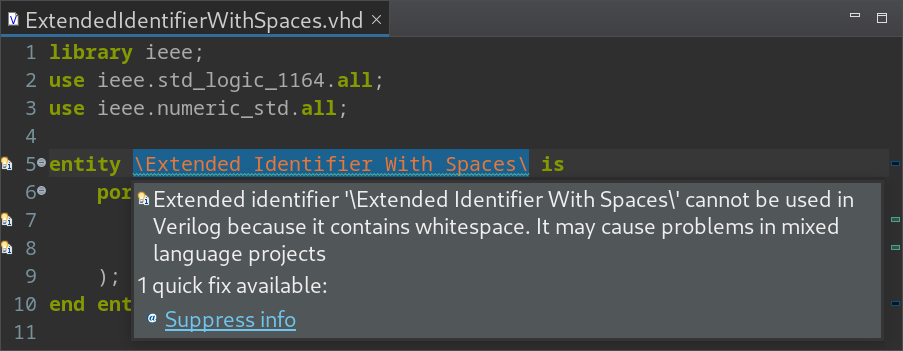 ExtendedIdentifierWithSpaces.vhd
1 library ieee;
2 use ieee.std_logic_1164.all;
3 use ieee.numeric_std.all;
4
5 entity \Extended Identifier With Spaces\ is
6 por
Extended identifier '\Extended Identifier With Spaces\' cannot be used in
7
Verilog because it contains whitespace. It may cause problems in mixed
8
language projects
9 );
1 quick fix available:
10 end ent
Suppress info
11